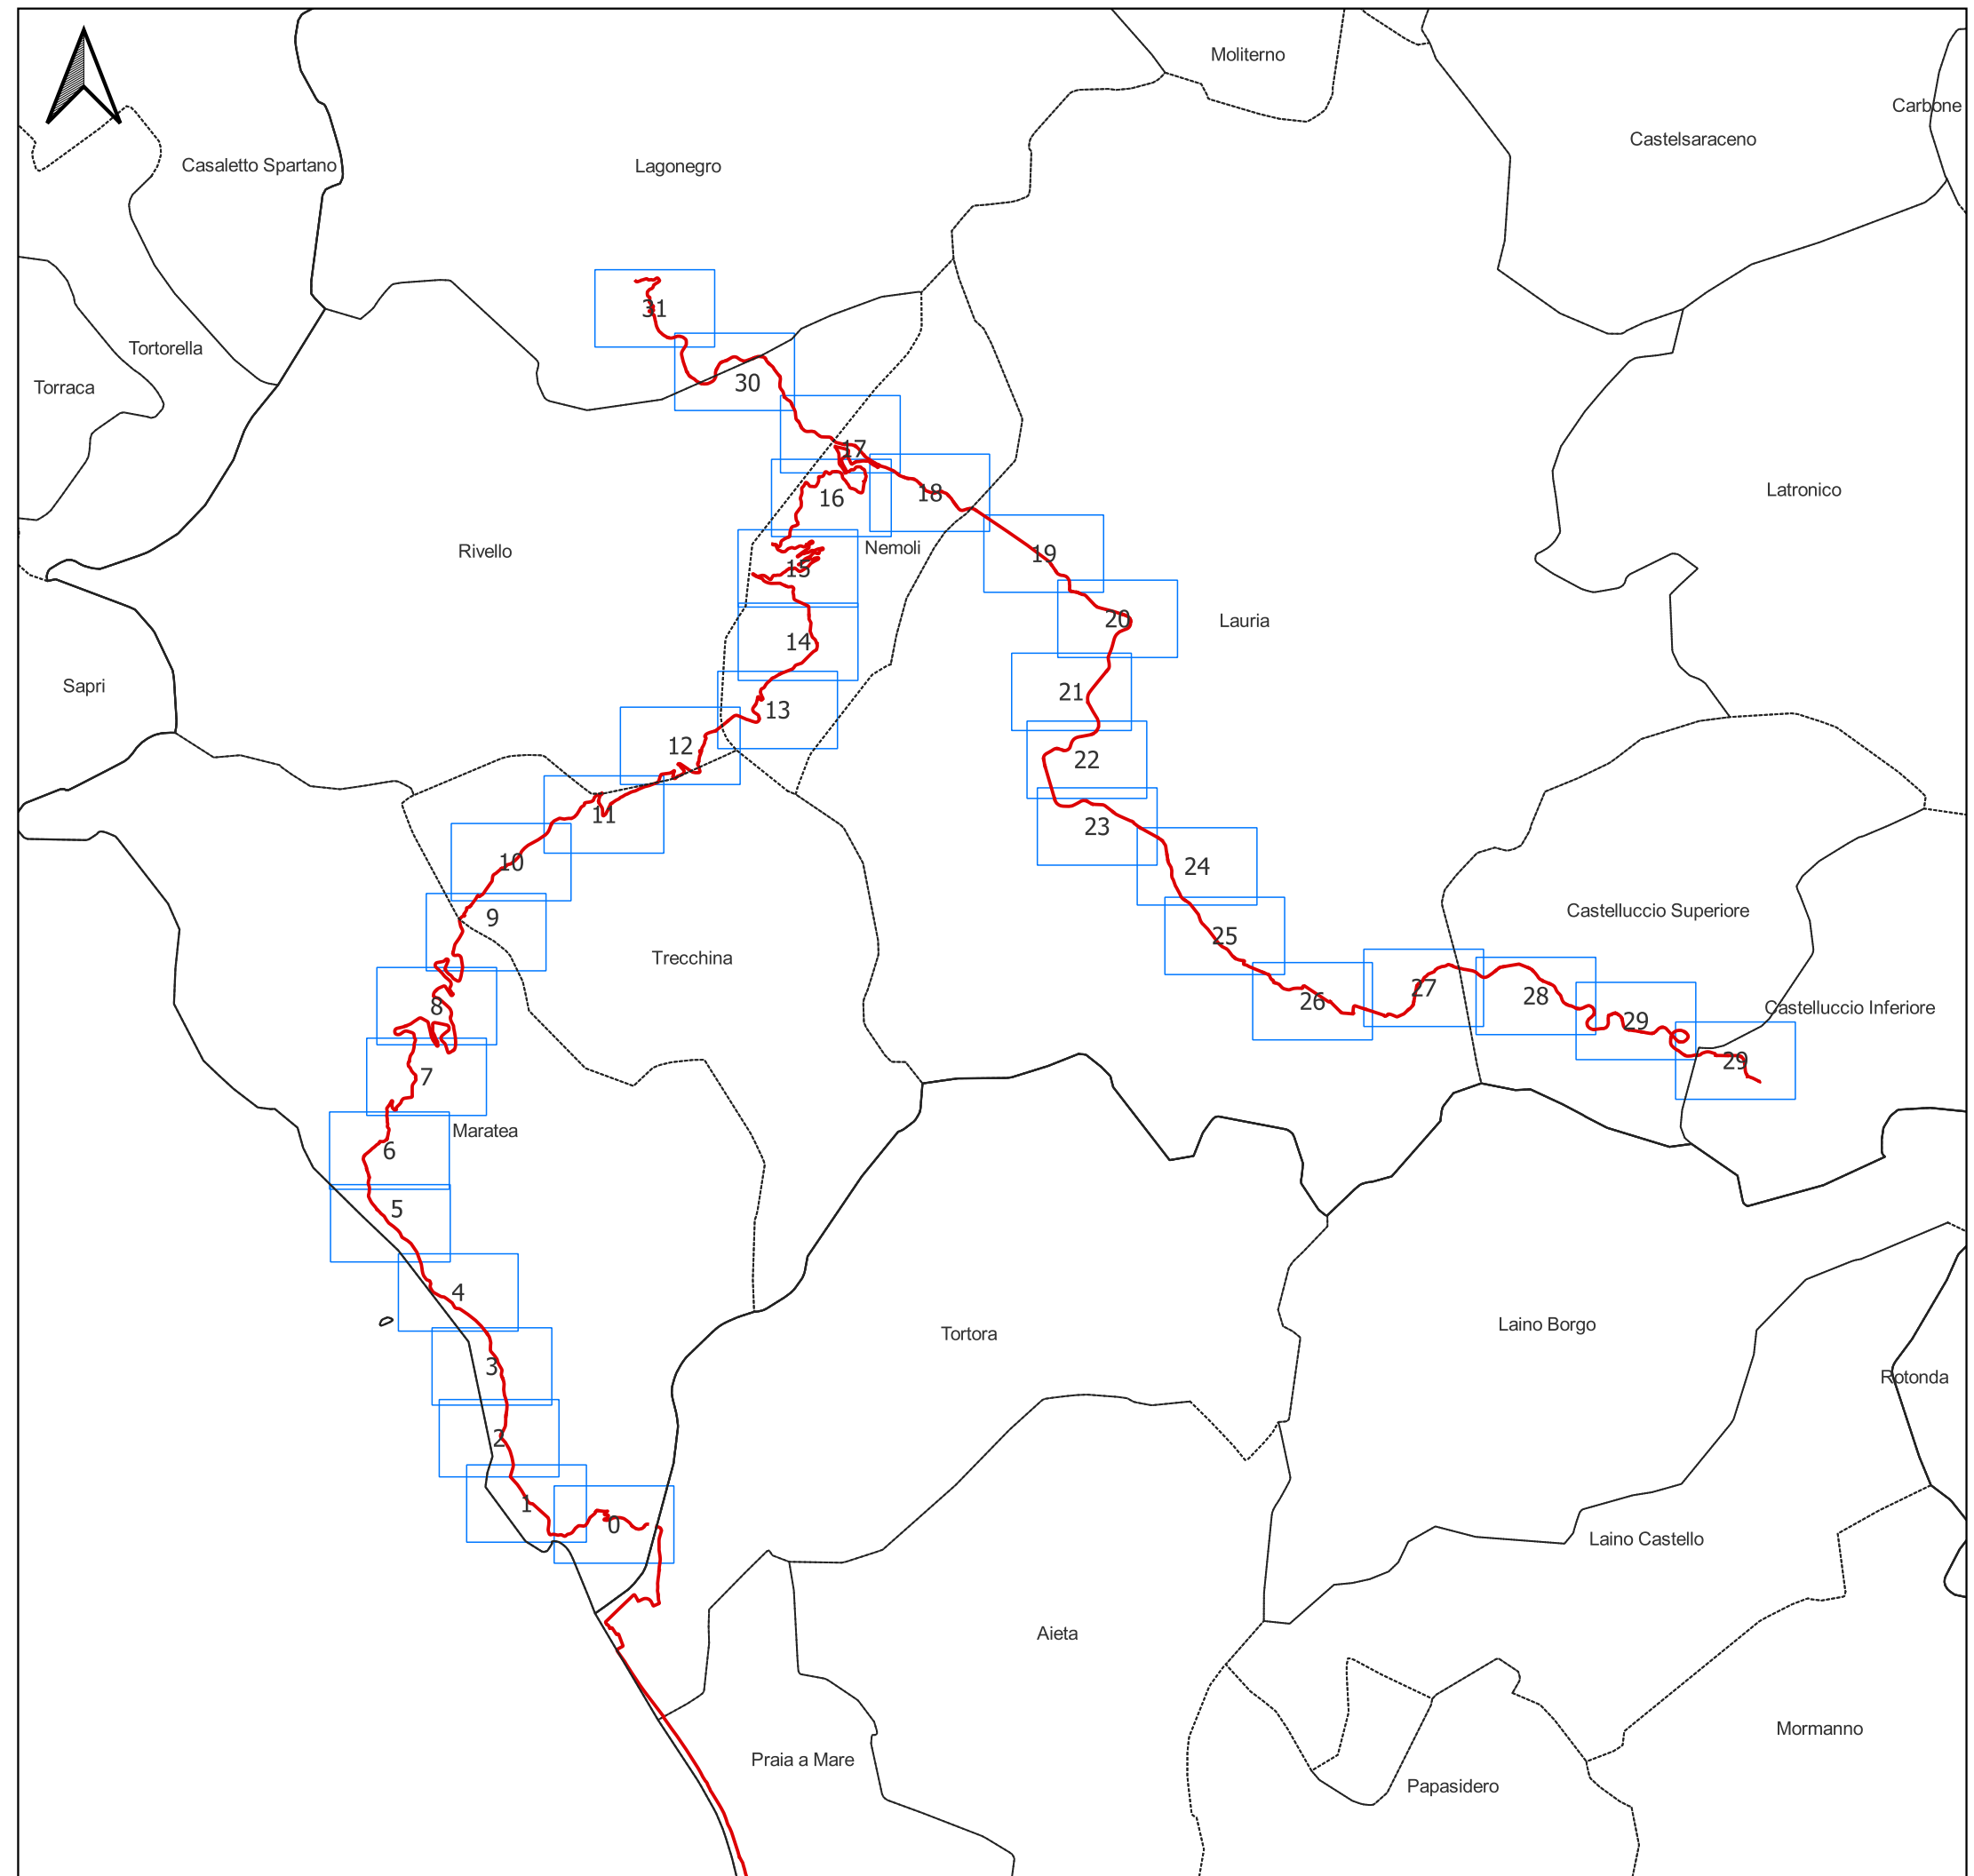 Moliterno
Carbone
Castelsaraceno
Casaletto Spartano
Lagonegro
31
Tortorella
Torraca
30
17
Latronico
18
16
Rivello
Nemoli
19
15
20
Lauria
14
Sapri
21
13
12
22
11
23
10
24
Castelluccio Superiore
9
25
Trecchina
27
28
26
8
Castelluccio Inferiore
29
29
7
Maratea
6
5
4
Laino Borgo
Tortora
3
Rotonda
2
1
0
Laino Castello
Aieta
Mormanno
Praia a Mare
Papasidero